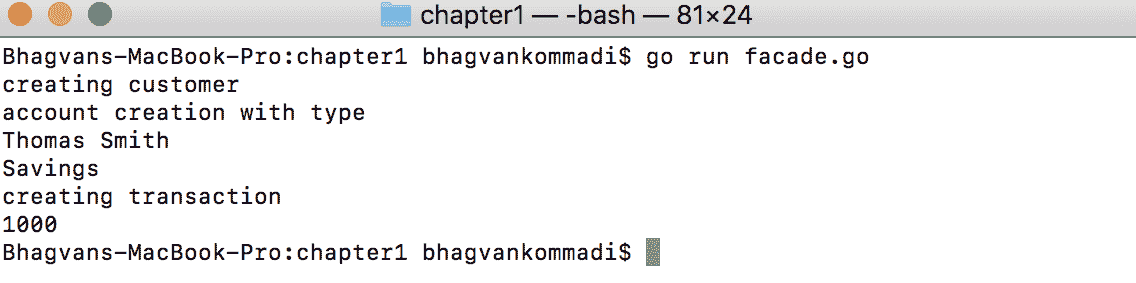 chapter1 — -bash — 81×24
Bhagvans-MacBook-Pro:chapter1 bhagvankommadi$ go run facade.go
creating customer
account creation with type
Thomas Smith
Savings
creating transaction
1000
Bhagvans-MacBook-Pro:chapter1 bhagvankommadi$